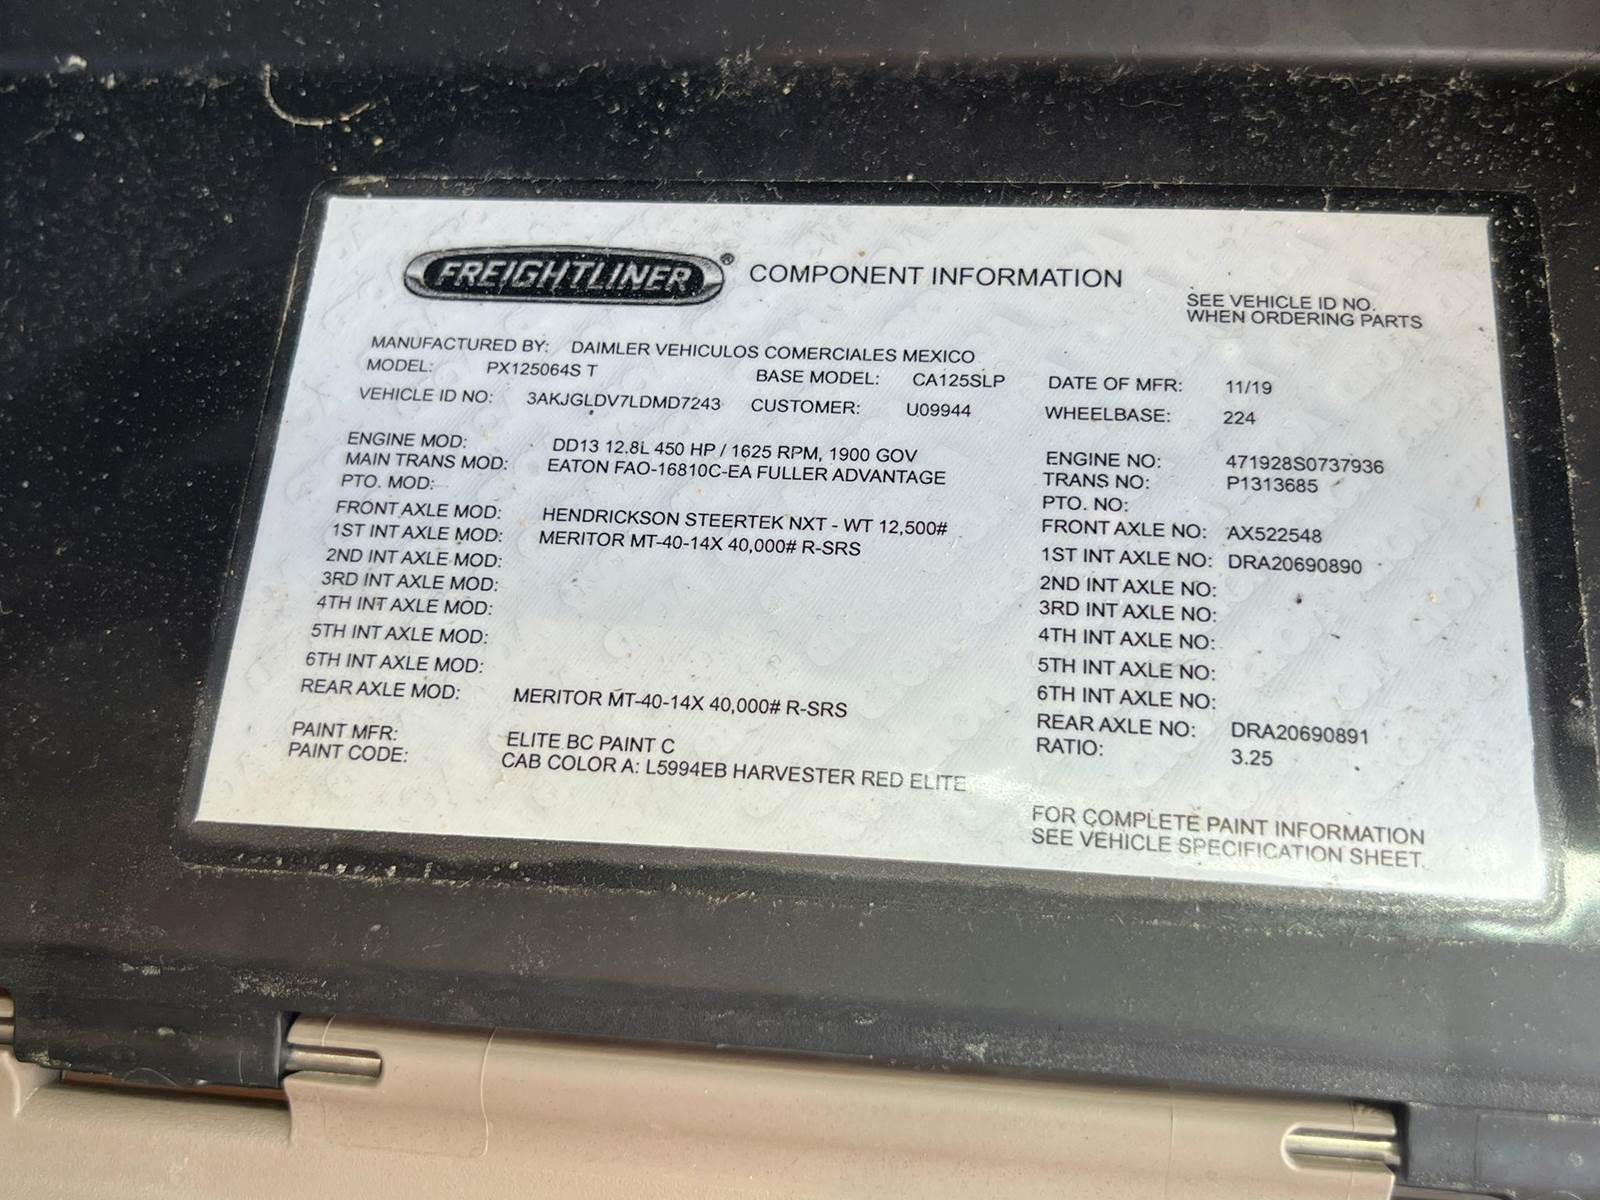 FREIGHTLINER® COMPONENT INFORMATION
SEE VEHICLE ID NO.
WHEN ORDERING PARTS
MANUFACTURED BY: DAIMLER VEHICULOS COMERCIALES MEXICO
MODEL: PX125064S T BASE MODEL: CA125SLP DATE OF MFR: 11/19
VEHICLE ID NO: 3AKJGLDV7LDMD7243 CUSTOMER: U09944 WHEELBASE: 224
ENGINE MOD: DD13 12.8L 450 HP / 1625 RPM, 1900 GOV ENGINE NO: 471928S0737936
MAIN TRANS MOD: EATON FAO-16810C-EA FULLER ADVANTAGE TRANS NO: P1313685
PTO. MOD: PTO. NO:
FRONT AXLE MOD: HENDRICKSON STEERTEK NXT - WT 12,500# FRONT AXLE NO: AX522548
1ST INT AXLE MOD: MERITOR MT-40-14X 40,000# R-SRS 1ST INT AXLE NO: DRA20690890
2ND INT AXLE MOD: 2ND INT AXLE NO:
3RD INT AXLE MOD: 3RD INT AXLE NO:
4TH INT AXLE MOD: 4TH INT AXLE NO:
5TH INT AXLE MOD: 5TH INT AXLE NO:
6TH INT AXLE MOD: 6TH INT AXLE NO:
REAR AXLE MOD: MERITOR MT-40-14X 40,000# R-SRS REAR AXLE NO: DRA20690891
RATIO: 3.25
PAINT MFR: ELITE BC PAINT C
PAINT CODE: CAB COLOR A: L5994EB HARVESTER RED ELITE
FOR COMPLETE PAINT INFORMATION
SEE VEHICLE SPECIFICATION SHEET.